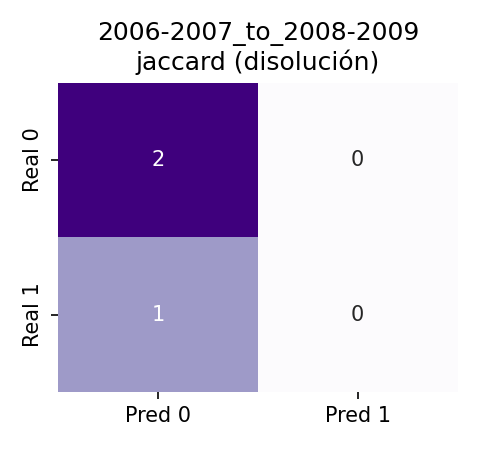 2006-2007_to_2008-2009
jaccard (disolución)
Real 0
2
0
Real 1
1
0
Pred 0
Pred 1